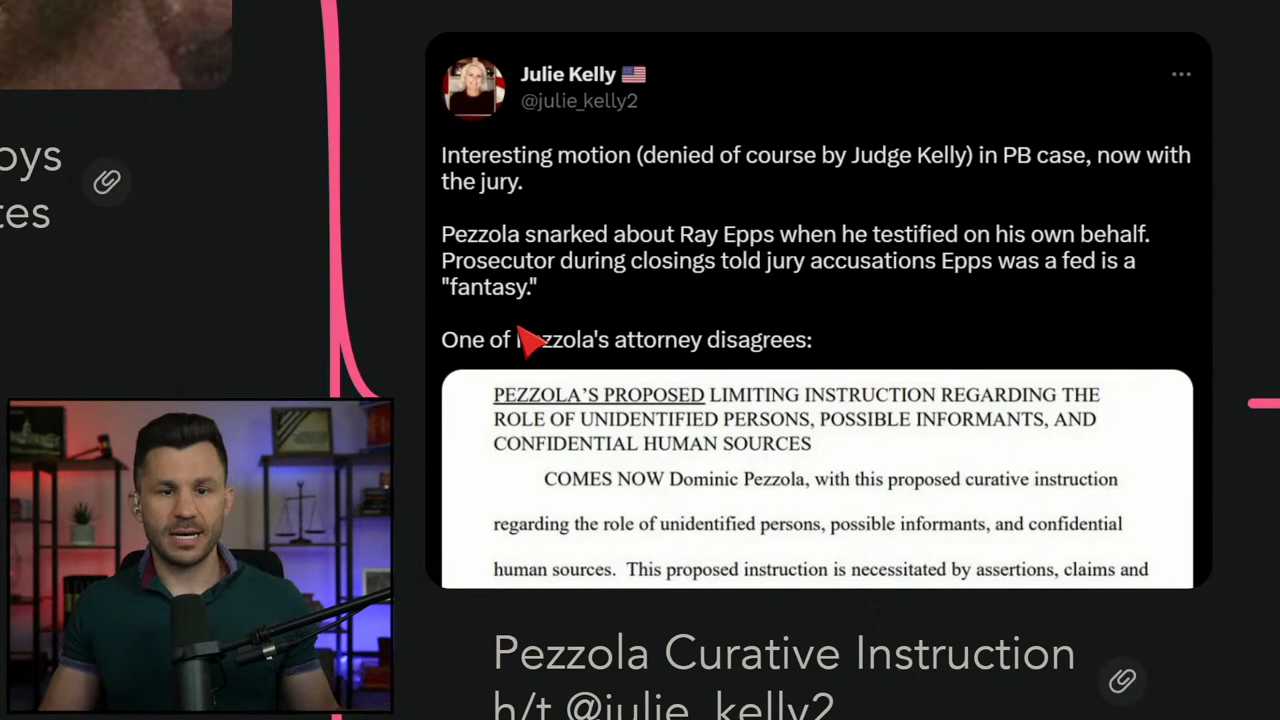 oys
tes
Julie Kelly
@julie_kelly2
Interesting motion (denied of course by Judge Kelly) in PB case, now with
the jury.
Pezzola snarked about Ray Epps when he testified on his own behalf.
Prosecutor during closings told jury accusations Epps was a fed is a
"fantasy."
One of Pezzola's attorney disagrees:
PEZZOLA'S PROPOSED LIMITING INSTRUCTION REGARDING THE
ROLE OF UNIDENTIFIED PERSONS, POSSIBLE INFORMANTS, AND
CONFIDENTIAL HUMAN SOURCES
COMES NOW Dominic Pezzola, with this proposed curative instruction
regarding the role of unidentified persons, possible informants, and confidential
human sources. This proposed instruction is necessitated by assertions, claims and
Pezzola Curative Instruction
h/t @julie_kelly2